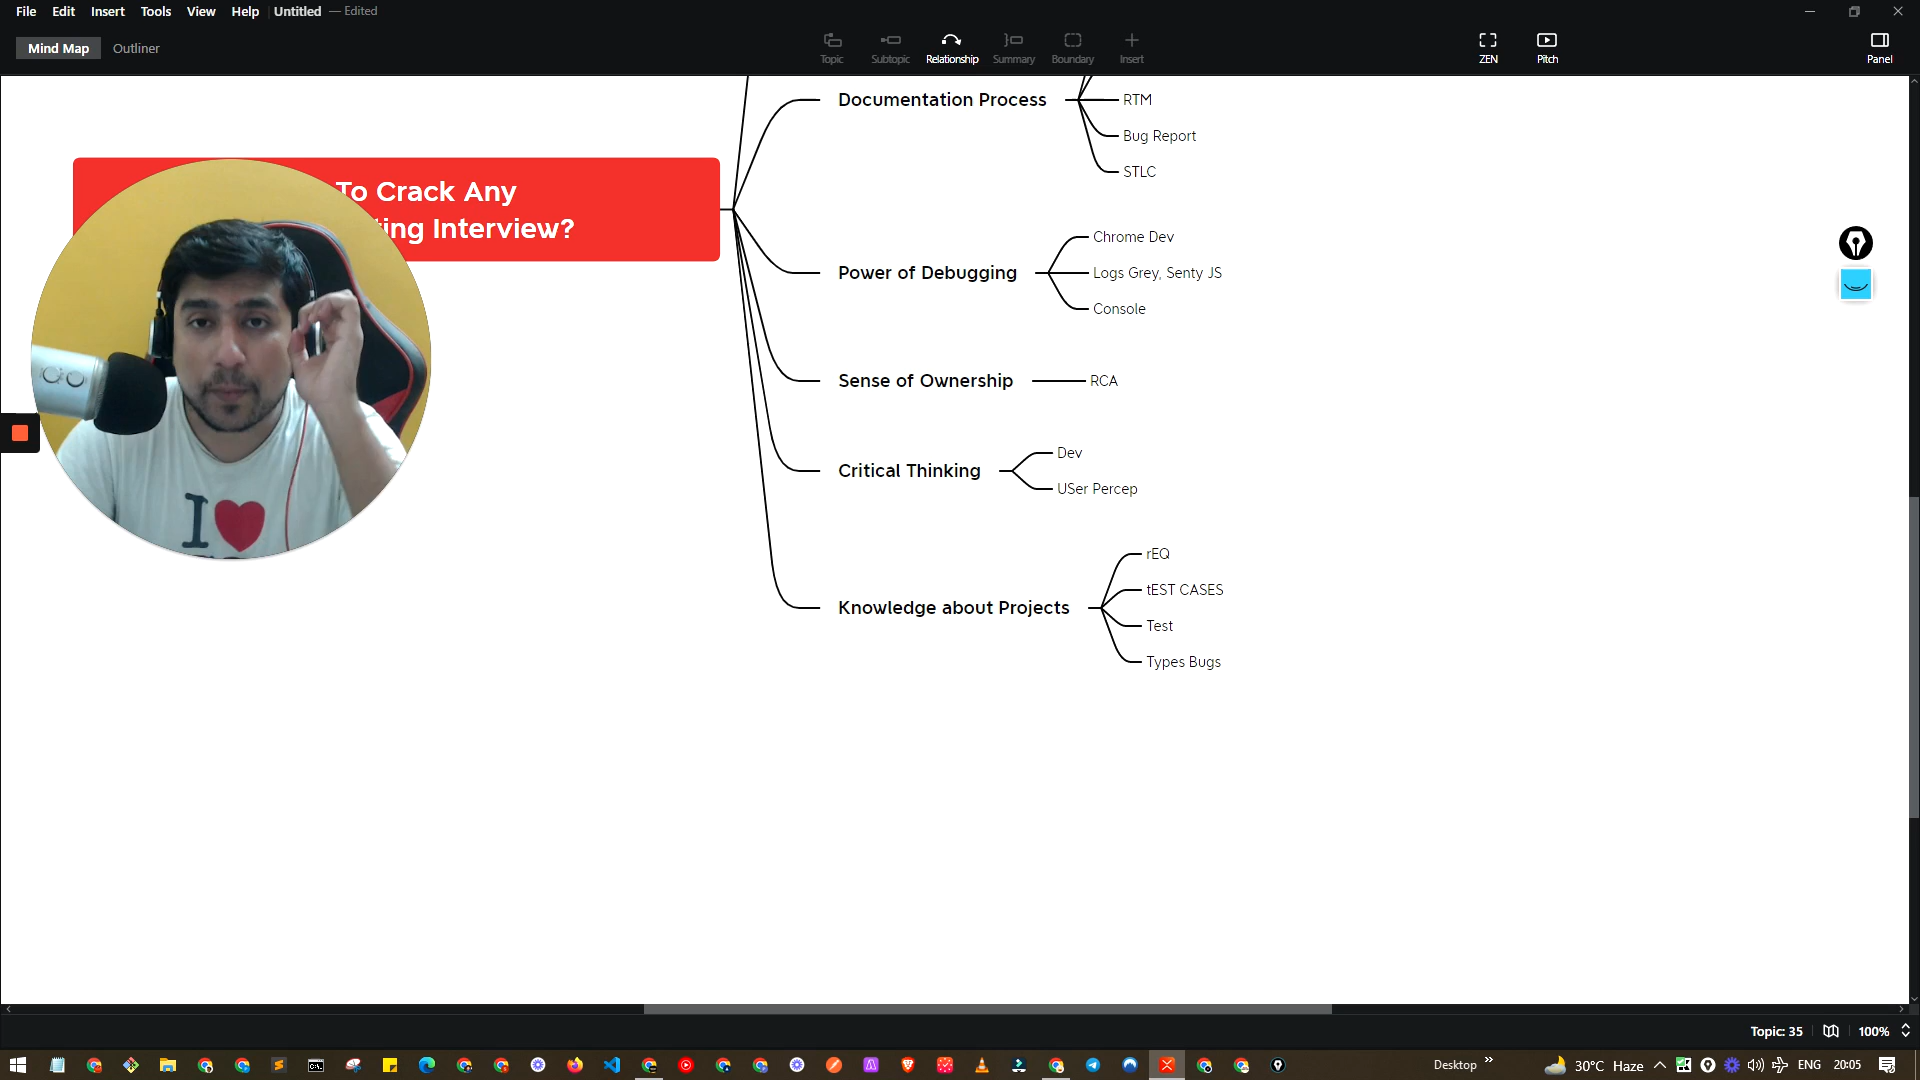 File Edit Insert Tools View Help Untitled — Edited
Mind Map Outliner
Topic Subtopic Relationship Summary Boundary Insert
ZEN Pitch Panel
To Crack Any
ting Interview?
Documentation Process
RTM
Bug Report
STLC
Power of Debugging
Chrome Dev
Logs Grey, Senty JS
Console
Sense of Ownership
RCA
Critical Thinking
Dev
USer Percep
Knowledge about Projects
rEQ
tEST CASES
Test
Types Bugs
I
Topic: 35 100%
Desktop 30°C Haze ENG 20:05